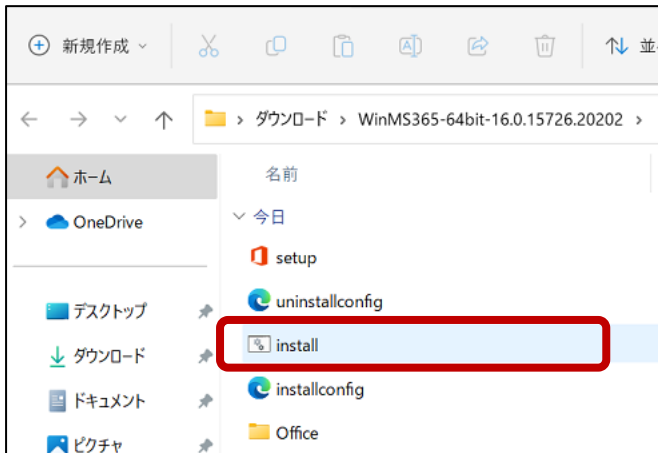 新規作成
並
ダウンロード > WinMS365-64bit-16.0.15726.20202 >
ホーム
名前
OneDrive
今日
setup
uninstallconfig
デスクトップ
install
ダウンロード
installconfig
ドキュメント
Office
ピクチャ